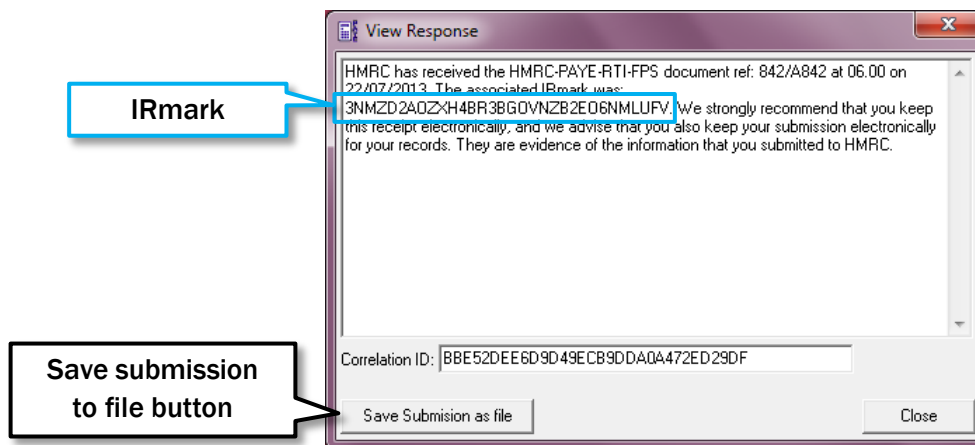 View Response
HMRC has received the HMRC-PAYE-RTI-FPS document ref: 842/A842 at 06.00 on
22/07/2013. The associated IRmark was:
3NMZD2AOZXH4BR3BGOVNZB2EO6NMLUFV. We strongly recommend that you keep
this receipt electronically, and we advise that you also keep your submission electronically
for your records. They are evidence of the information that you submitted to HMRC.
IRmark
Correlation ID: BBE52DEE6D9D49ECB9DDA0A472ED29DF
Save submission
to file button
Save Submision as file
Close